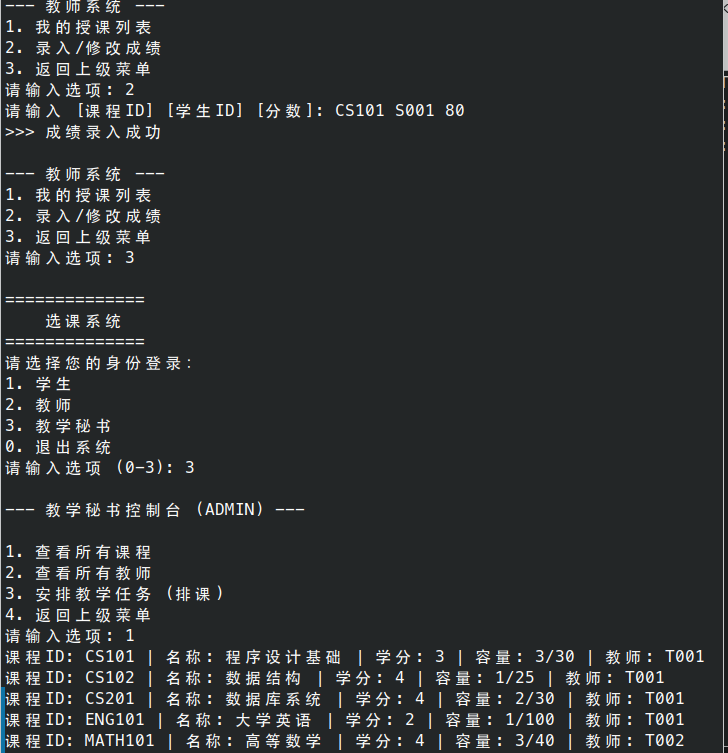 --- 教师系统 ---
1. 我的授课列表
2. 录入/修改成绩
3. 返回上级菜单
请输入选项: 2
请输入 [课程ID] [学生ID] [分数]: CS101 S001 80
>>> 成绩录入成功
--- 教师系统 ---
1. 我的授课列表
2. 录入/修改成绩
3. 返回上级菜单
请输入选项: 3
==============
选课系统
==============
请选择您的身份登录:
1. 学生
2. 教师
3. 教学秘书
0. 退出系统
请输入选项 (0-3): 3
--- 教学秘书控制台 (ADMIN) ---
1. 查看所有课程
2. 查看所有教师
3. 安排教学任务 (排课)
4. 返回上级菜单
请输入选项: 1
课程ID: CS101 | 名称: 程序设计基础 | 学分: 3 | 容量: 3/30 | 教师: T001
课程ID: CS102 | 名称: 数据结构 | 学分: 4 | 容量: 1/25 | 教师: T001
课程ID: CS201 | 名称: 数据库系统 | 学分: 4 | 容量: 2/30 | 教师: T001
课程ID: ENG101 | 名称: 大学英语 | 学分: 2 | 容量: 1/100 | 教师: T001
课程ID: MATH101 | 名称: 高等数学 | 学分: 4 | 容量: 3/40 | 教师: T002